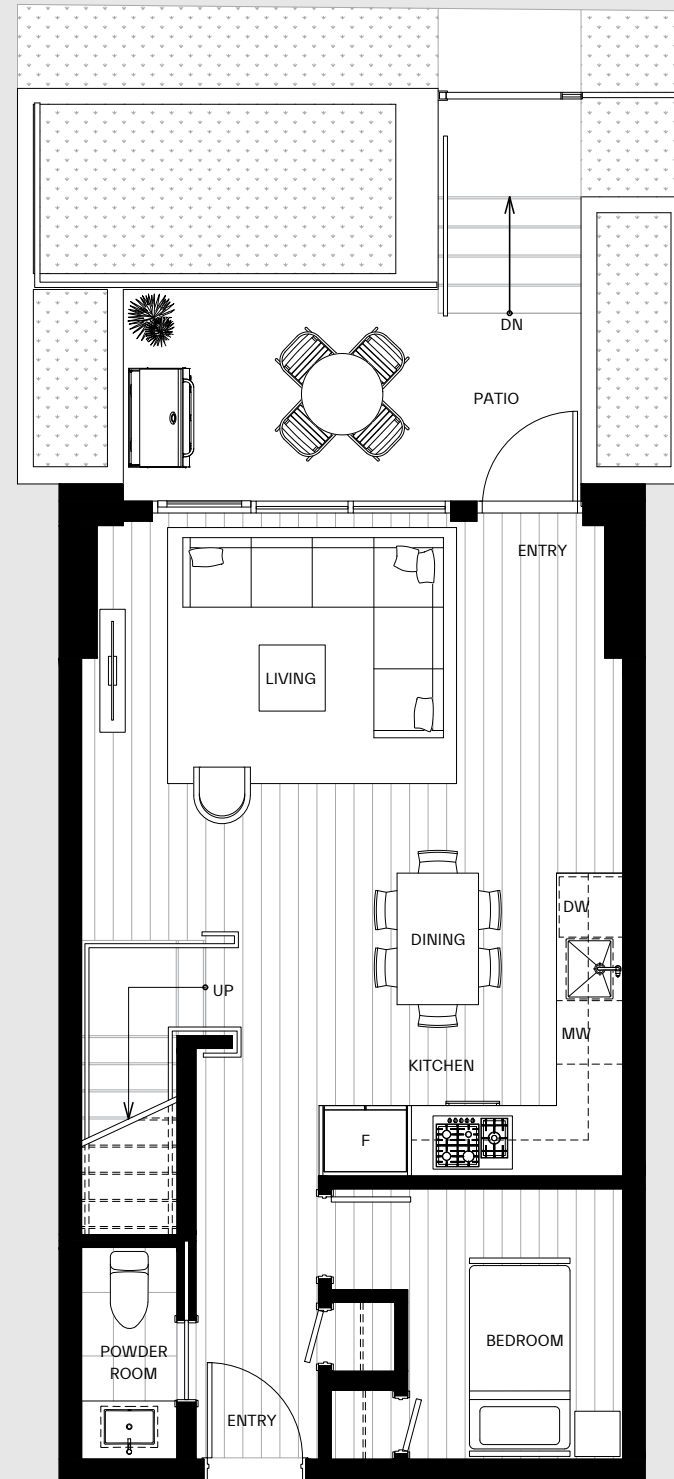 DN
PATIO
ENTRY
LIVING
DW
DINING
UP
MW
KITCHEN
F
BEDROOM
POWDER
ROOM
ENTRY